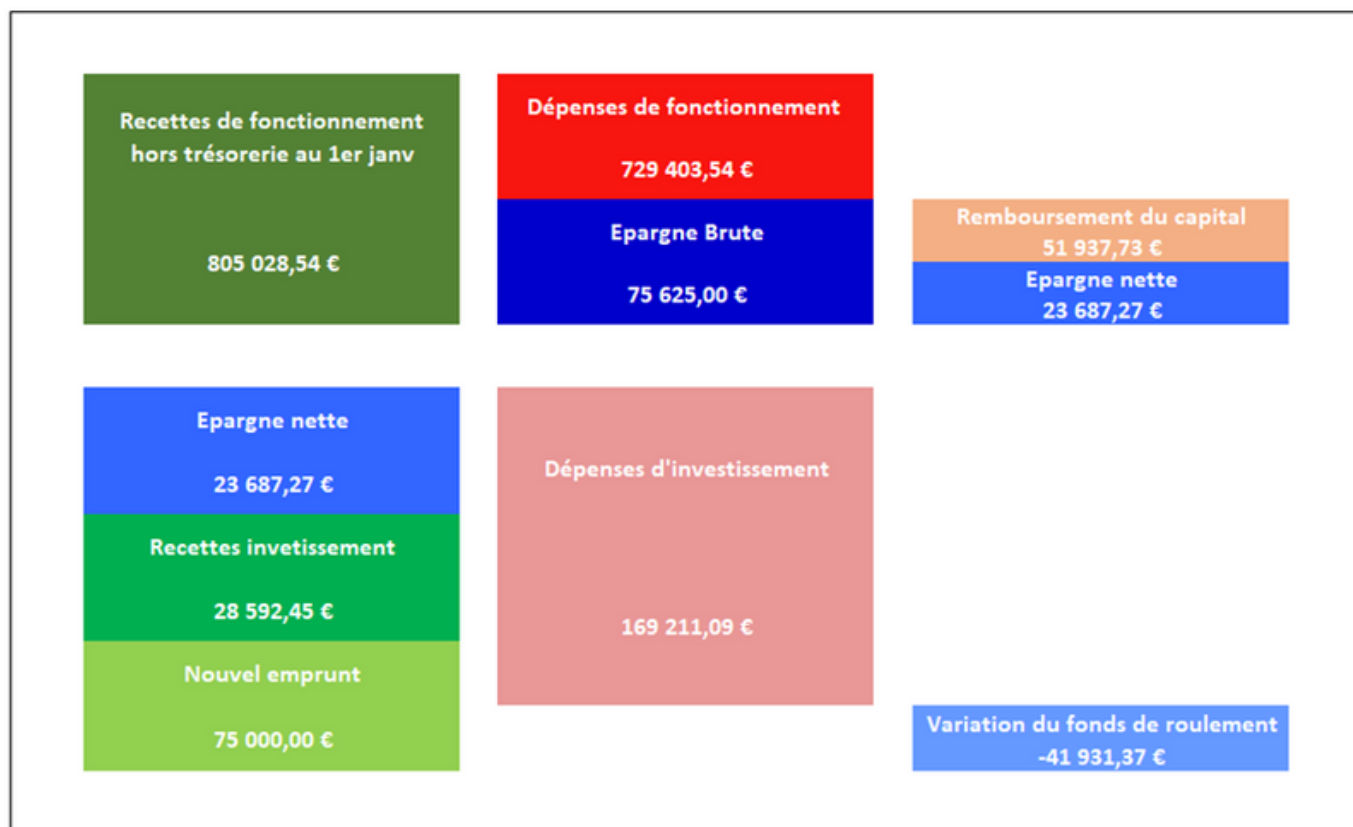 Recettes de fonctionnement
hors trésorerie au 1er janv
805 028,54 €
Dépenses de fonctionnement
729 403,54 €
Epargne Brute
75 625,00 €
Remboursement du capital
51 937,73 €
Epargne nette
23 687,27 €
Epargne nette
23 687,27 €
Recettes invetissement
28 592,45 €
Nouvel emprunt
75 000,00 €
Dépenses d'investissement
169 211,09 €
Variation du fonds de roulement
-41 931,37 €